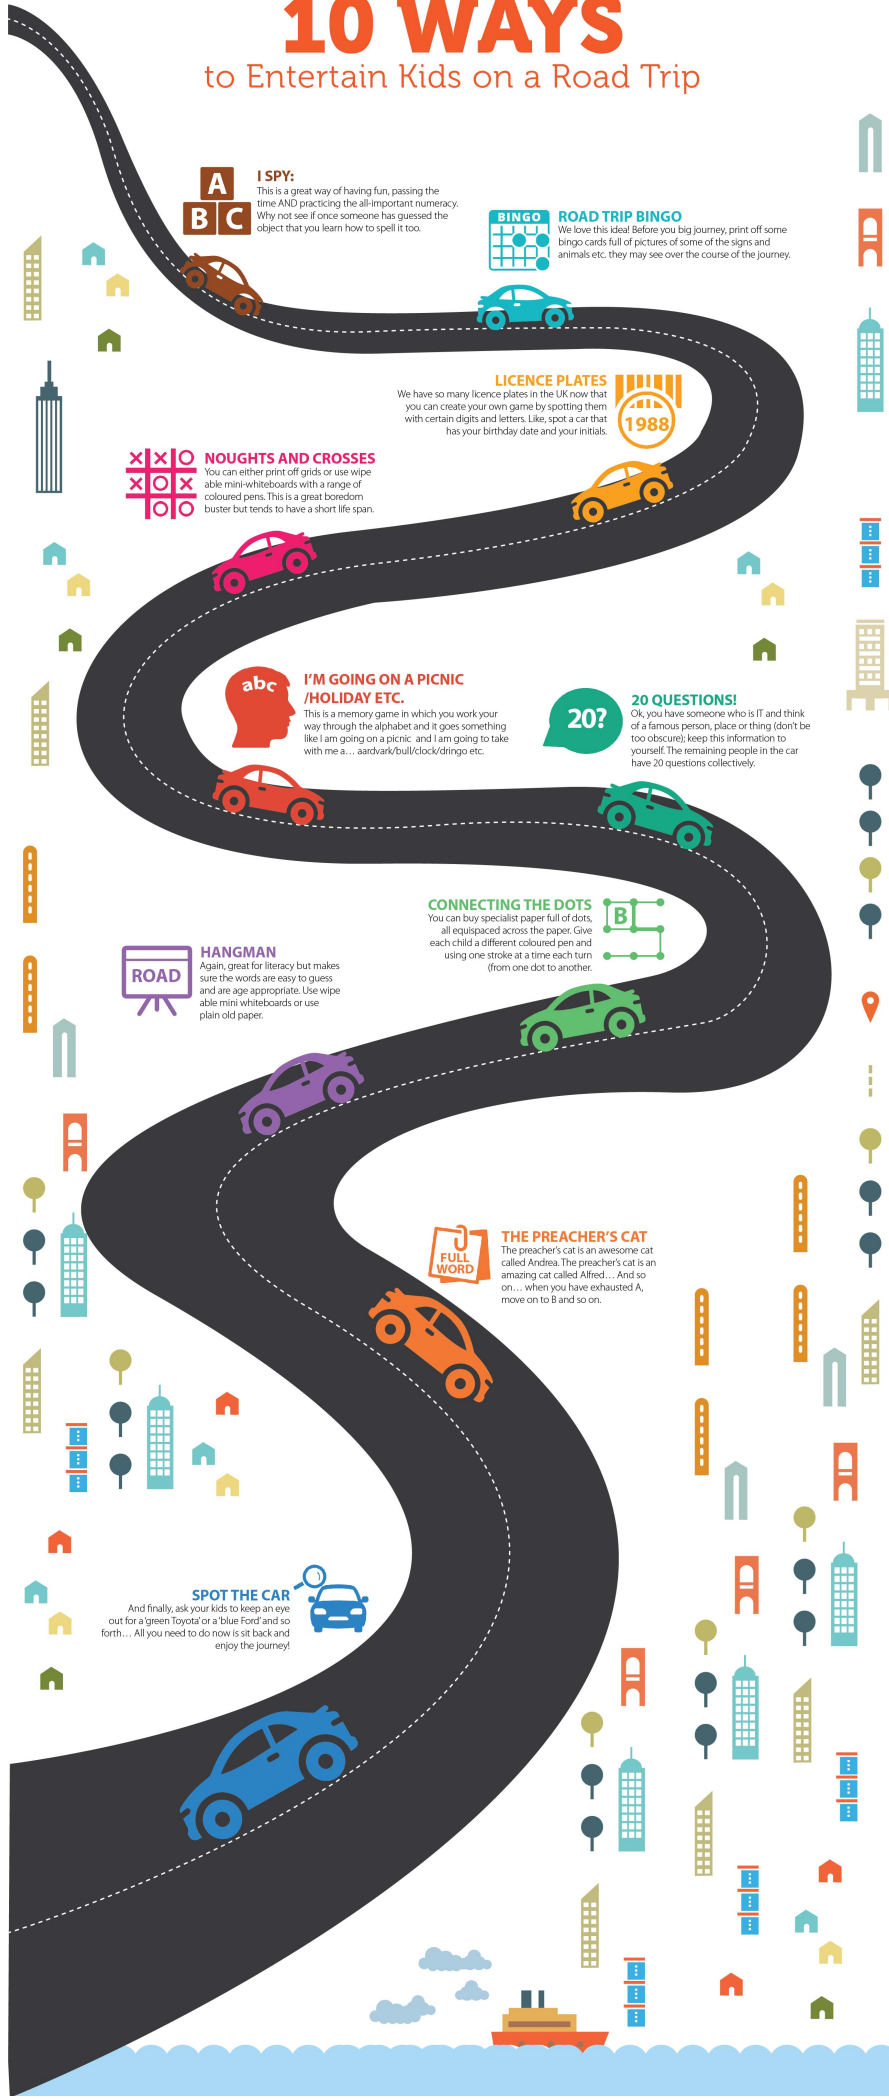 10 WAYS
to Entertain Kids on a Road Trip
A
B C
I SPY:
This is a great way of having fun, passing the
time AND practicing the all-important numeracy.
Why not see if once someone has guessed the
object that you learn how to spell it too.
BINGO
ROAD TRIP BINGO
We love this idea! Before you big journey, print off some
bingo cards full of pictures of some of the signs and
animals etc. they may see over the course of the journey.
LICENCE PLATES
We have so many licence plates in the UK now that
you can create your own game by spotting them
with certain digits and letters. Like, spot a car that
has your birthday date and your initials.
1988
NOUGHTS AND CROSSES
You can either print off grids or use wipe
able mini-whiteboards with a range of
coloured pens. This is a great boredom
buster but tends to have a short life span.
abc
I'M GOING ON A PICNIC
/HOLIDAY ETC.
This is a memory game in which you work your
way through the alphabet and it goes something
like I am going on a picnic and I am going to take
with me a... aardvark/bull/clock/dringo etc.
20?
20 QUESTIONS!
Ok, you have someone who is IT and think
of a famous person, place or thing (don't be
too obscure); keep this information to
yourself. The remaining people in the car
have 20 questions collectively.
CONNECTING THE DOTS
You can buy specialist paper full of dots,
all equispaced across the paper. Give
each child a different coloured pen and
using one stroke at a time each turn
(from one dot to another.
B
ROAD
HANGMAN
Again, great for literacy but makes
sure the words are easy to guess
and are age appropriate. Use wipe
able mini whiteboards or use
plain old paper.
FULL
WORD
THE PREACHER'S CAT
The preacher's cat is an awesome cat
called Andrea. The preacher's cat is an
amazing cat called Alfred... And so
on... when you have exhausted A,
move on to B and so on.
SPOT THE CAR
And finally, ask your kids to keep an eye
out for a 'green Toyota' or a 'blue Ford' and so
forth... All you need to do now is sit back and
enjoy the journey!